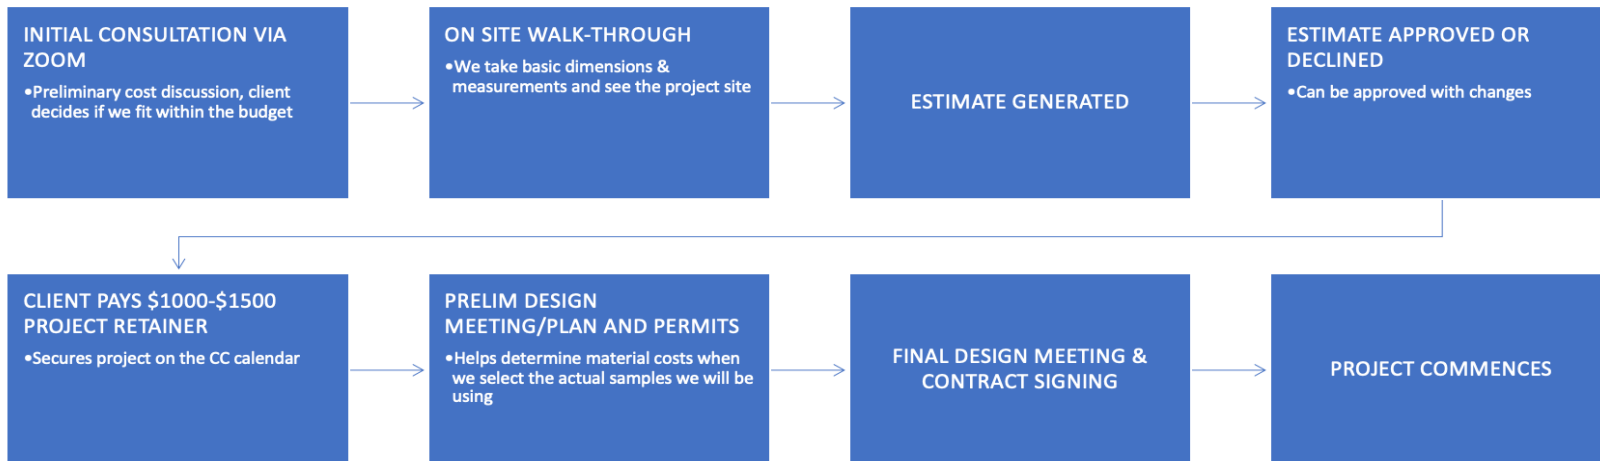 INITIAL CONSULTATION VIA
ZOOM
•Preliminary cost discussion, client
decides if we fit within the budget
ON SITE WALK-THROUGH
•We take basic dimensions &
measurements and see the project site
ESTIMATE GENERATED
ESTIMATE APPROVED OR
DECLINED
•Can be approved with changes
CLIENT PAYS $1000-$1500
PROJECT RETAINER
•Secures project on the CC calendar
PRELIM DESIGN
MEETING/PLAN AND PERMITS
•Helps determine material costs when
we select the actual samples we will be
using
FINAL DESIGN MEETING &
CONTRACT SIGNING
PROJECT COMMENCES